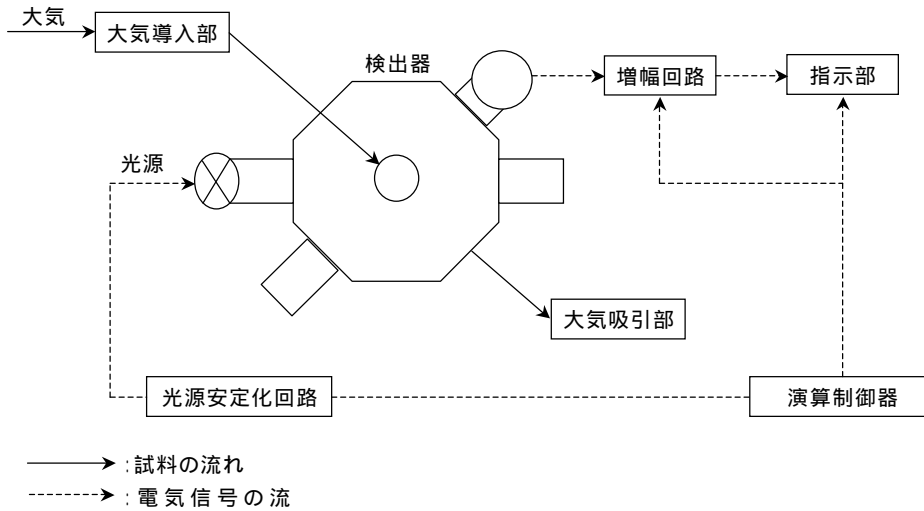 大気
大気導入部
検出器
増幅回路
指示部
光源
大気吸引部
光源安定化回路
演算制御器
:試料の流れ
:電気信号の流